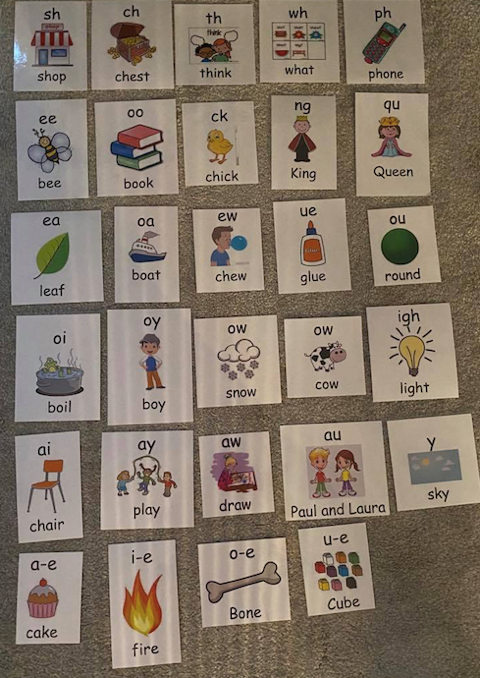 sh
shop
ch
chest
th
think
think
wh
what
ph
phone
ee
bee
oo
book
ck
chick
ng
King
qu
Queen
ea
leaf
oa
boat
ew
chew
ue
glue
ou
round
oi
boil
oy
boy
ow
snow
ow
cow
igh
light
ai
chair
ay
play
aw
draw
au
Paul and Laura
y
sky
a-e
cake
i-e
fire
o-e
Bone
u-e
Cube